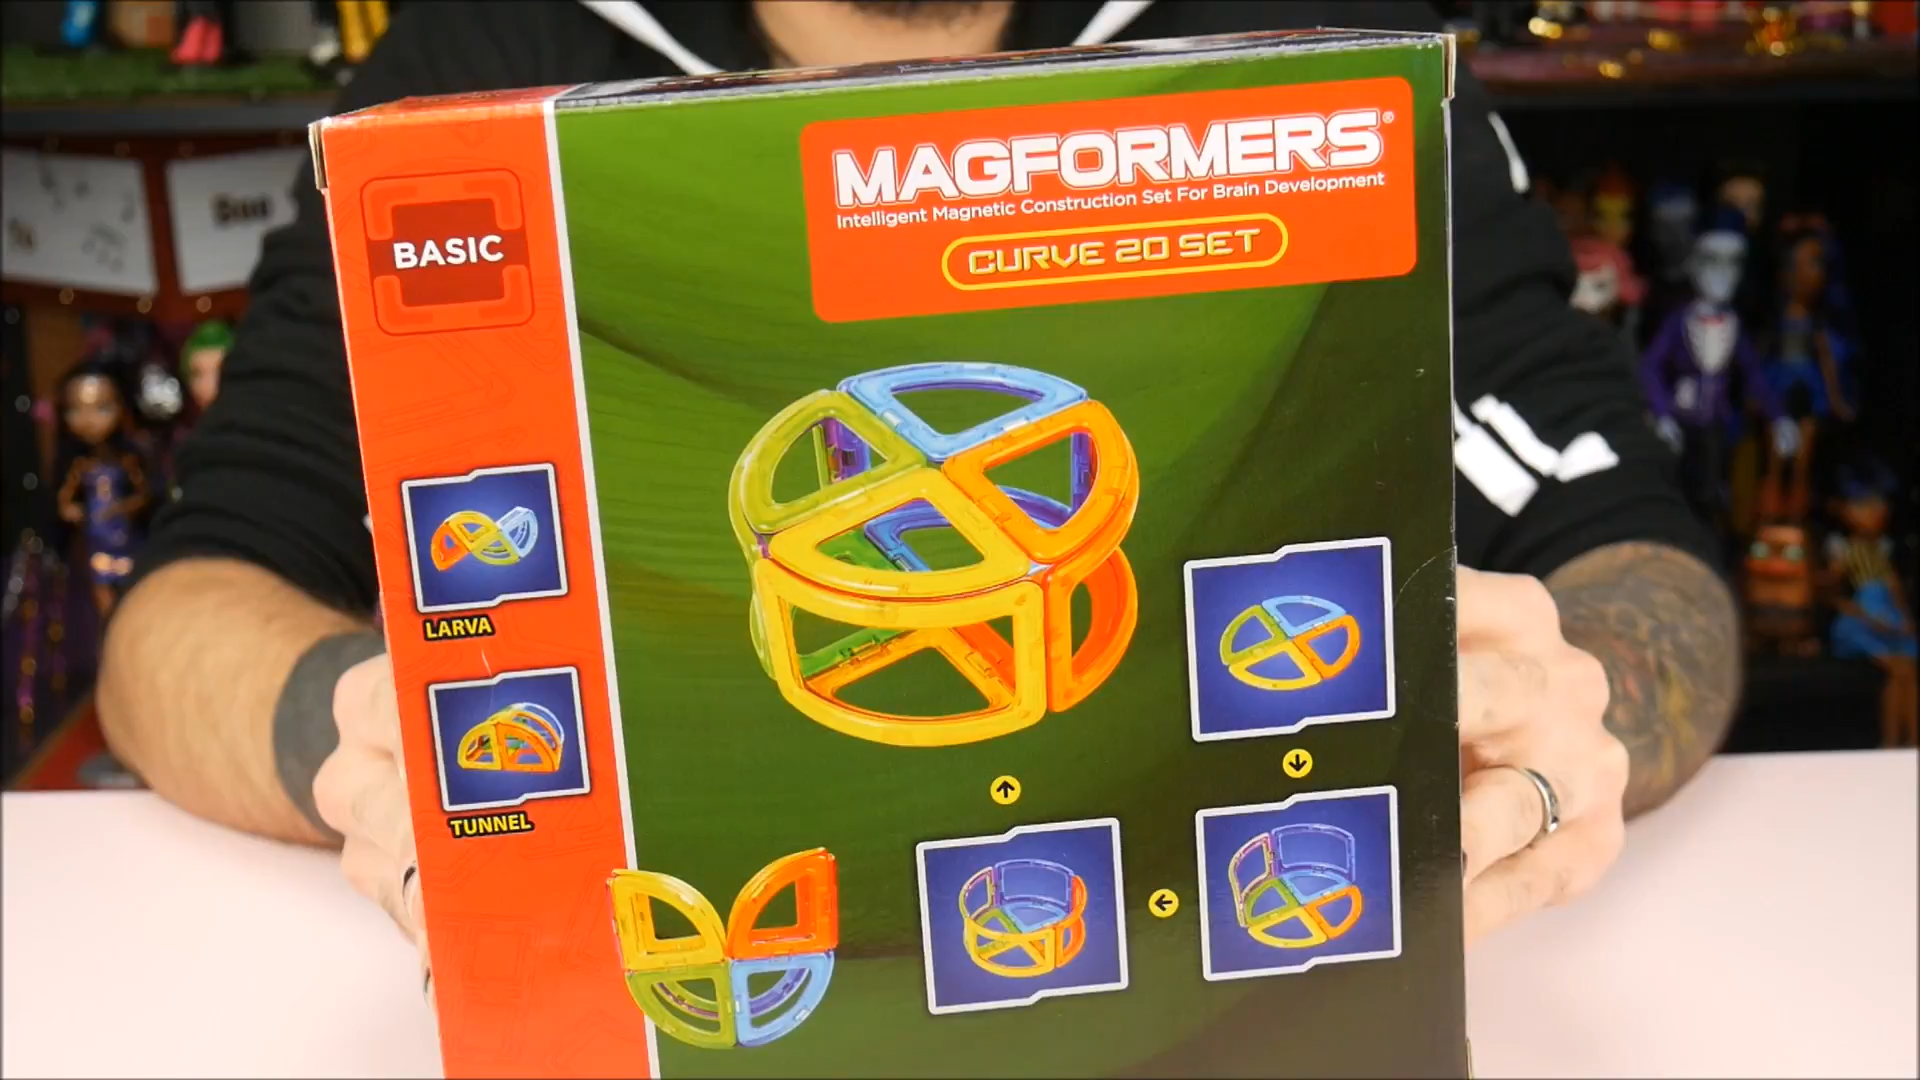 MAGFORMERS®
Intelligent Magnetic Construction Set For Brain Development
CURVE 20 SET
BASIC
LARVA
TUNNEL